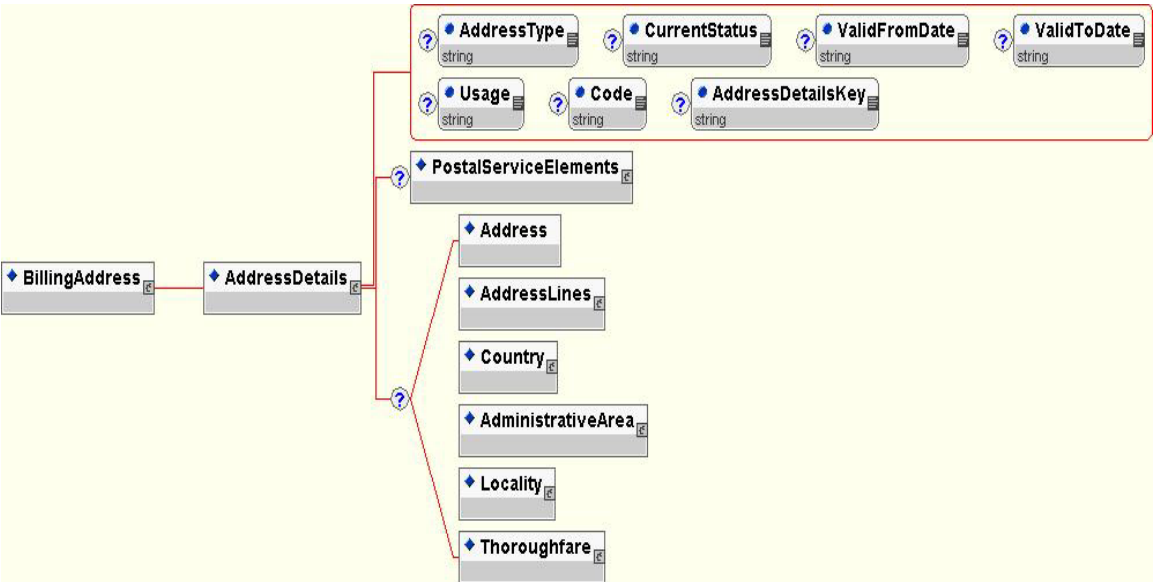 ? AddressType ? CurrentStatus ? ValidFromDate ? ValidToDate
string string string string
? Usage ? Code ? AddressDetailsKey
string string string
? PostalServiceElements
Address
BillingAddress AddressDetails
AddressLines
Country
?
AdministrativeArea
Locality
Thoroughfare